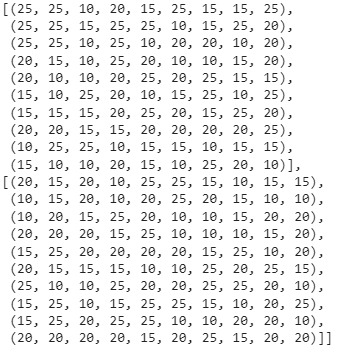 [(25, 25, 10, 20, 15, 25, 15, 15, 25),
(25, 25, 15, 25, 25, 10, 15, 25, 20),
(25, 25, 10, 25, 10, 20, 20, 10, 20),
(20, 15, 10, 25, 20, 10, 10, 15, 20),
(20, 10, 10, 20, 25, 20, 25, 15, 15),
(15, 10, 25, 20, 10, 15, 25, 10, 25),
(15, 15, 15, 20, 25, 20, 15, 25, 20),
(20, 20, 15, 15, 20, 20, 20, 20, 25),
(10, 25, 25, 10, 15, 15, 10, 15, 15),
(15, 10, 10, 20, 15, 10, 25, 20, 10)],
[(20, 15, 20, 10, 25, 25, 15, 10, 15, 15),
(10, 15, 20, 10, 20, 25, 20, 15, 10, 10),
(10, 20, 15, 25, 20, 10, 10, 15, 20, 20),
(20, 20, 20, 15, 25, 10, 10, 10, 15, 20),
(15, 25, 20, 20, 20, 20, 15, 25, 10, 20),
(20, 15, 15, 15, 10, 10, 25, 20, 25, 15),
(25, 10, 10, 25, 20, 20, 25, 25, 20, 10),
(15, 25, 10, 15, 25, 25, 15, 10, 20, 25),
(15, 25, 20, 25, 25, 10, 10, 20, 20, 10),
(20, 20, 20, 20, 15, 20, 25, 15, 20, 20)]]